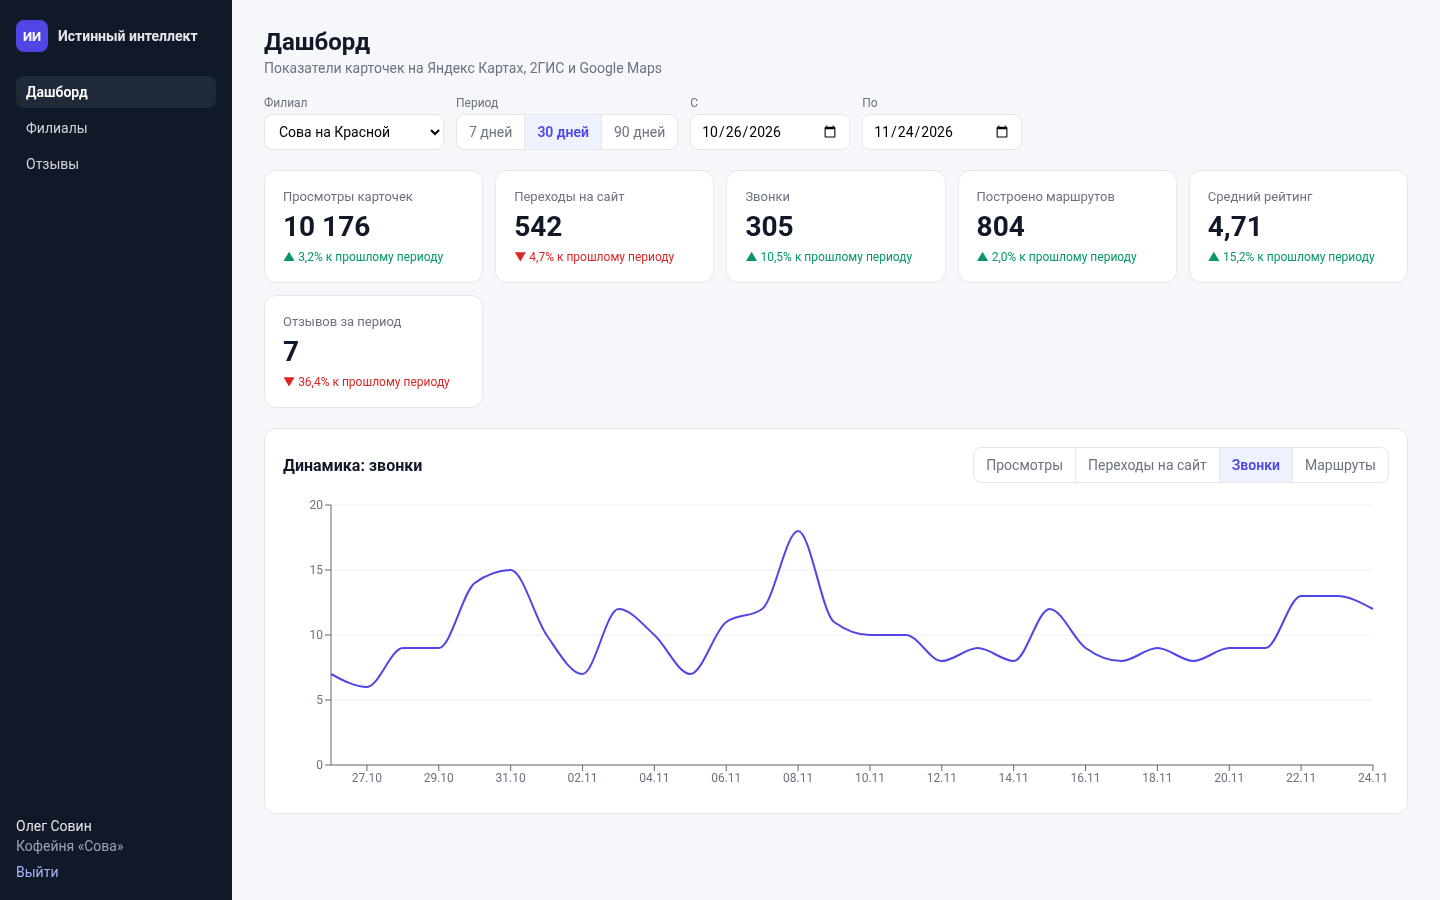 ИИ Истинный интеллект
Дашборд
Филиалы
Отзывы
Олег Совин
Кофейня «Сова»
Выйти
Дашборд
Показатели карточек на Яндекс Картах, 2ГИС и Google Maps
Филиал Период С По
Сова на Красной 7 дней 30 дней 90 дней 10/26/2026 11/24/2026
Просмотры карточек
10 176
▲ 3,2% к прошлому периоду
Переходы на сайт
542
▼ 4,7% к прошлому периоду
Звонки
305
▲ 10,5% к прошлому периоду
Построено маршрутов
804
▲ 2,0% к прошлому периоду
Средний рейтинг
4,71
▲ 15,2% к прошлому периоду
Отзывов за период
7
▼ 36,4% к прошлому периоду
Динамика: звонки
Просмотры Переходы на сайт Звонки Маршруты
20
15
10
5
0
27.10 29.10 31.10 02.11 04.11 06.11 08.11 10.11 12.11 14.11 16.11 18.11 20.11 22.11 24.11